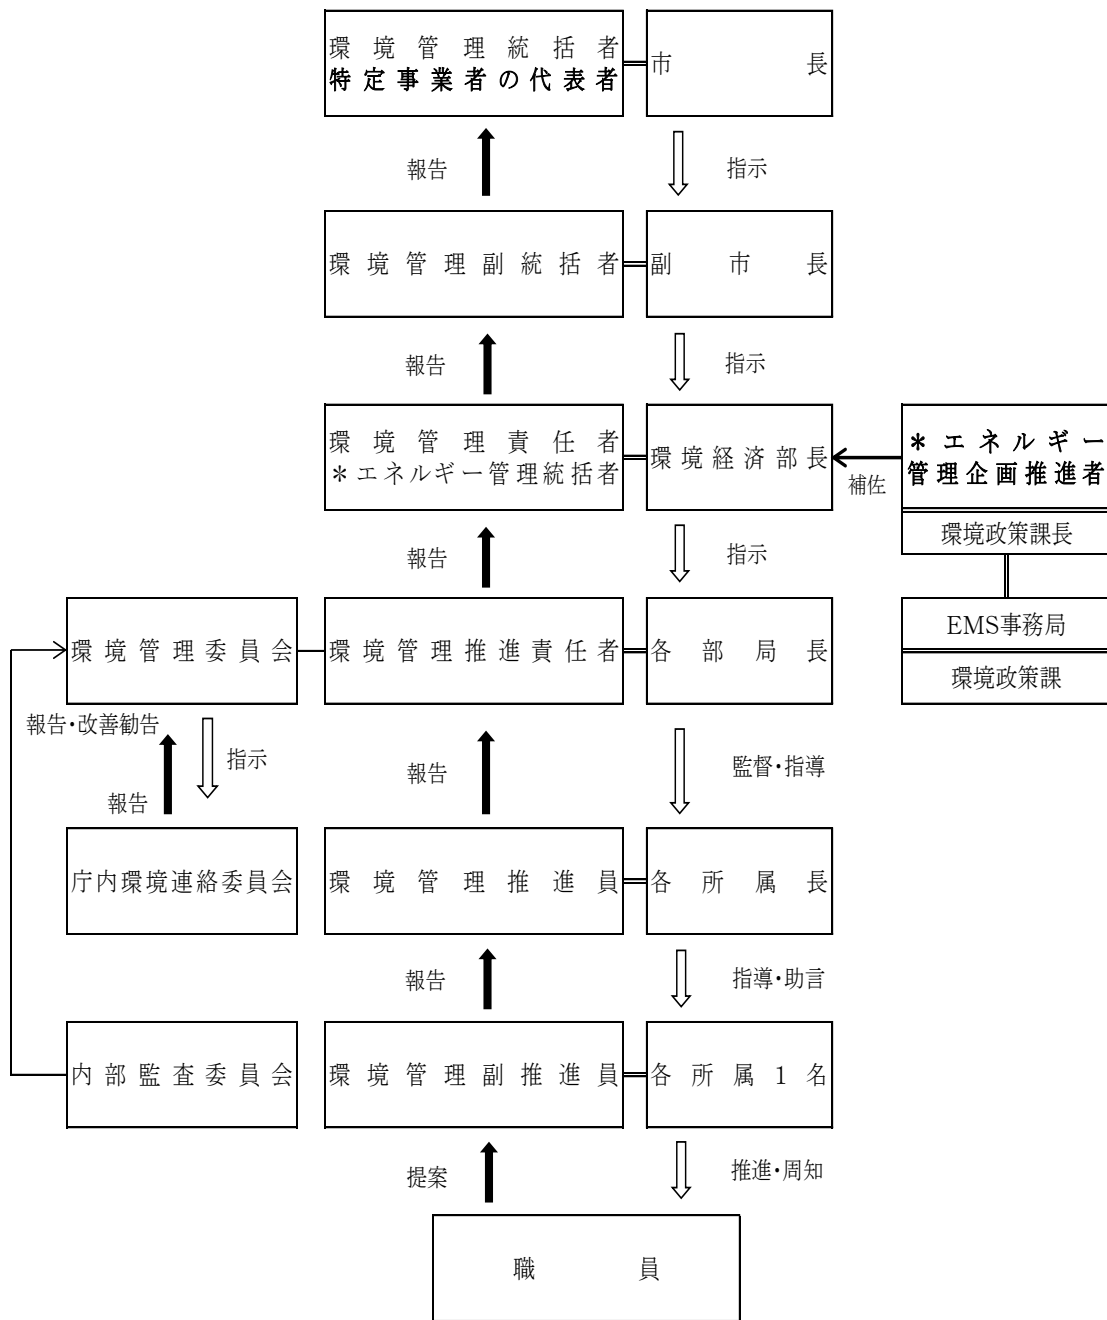 環境管理統括者
特定事業者の代表者
市長
報告
指示
環境管理副統括者
副市長
報告
指示
環境管理責任者
＊エネルギー管理統括者
環境経済部長
補佐
＊エネルギー
管理企画推進者
環境政策課長
報告
指示
EMS事務局
環境政策課
環境管理委員会
環境管理推進責任者
各部局長
報告・改善勧告
指示
報告
報告
監督・指導
庁内環境連絡委員会
環境管理推進員
各所属長
報告
指導・助言
内部監査委員会
環境管理副推進員
各所属1名
提案
推進・周知
職員